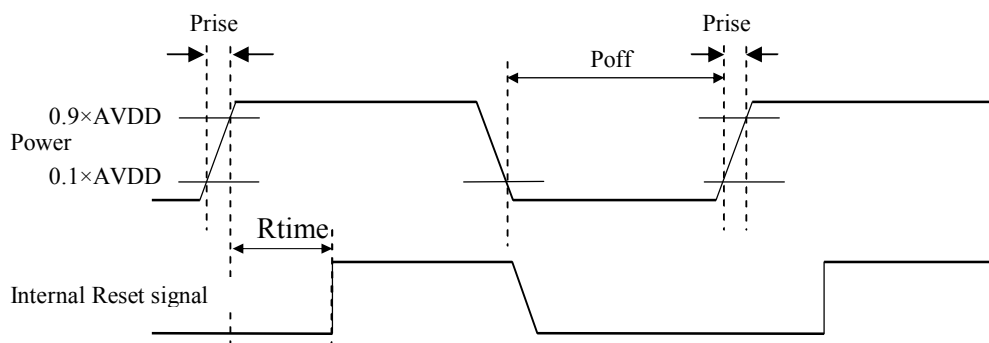 Prise
Prise
Poff
0.9×AVDD
Power
0.1×AVDD
Rtime
Internal Reset signal